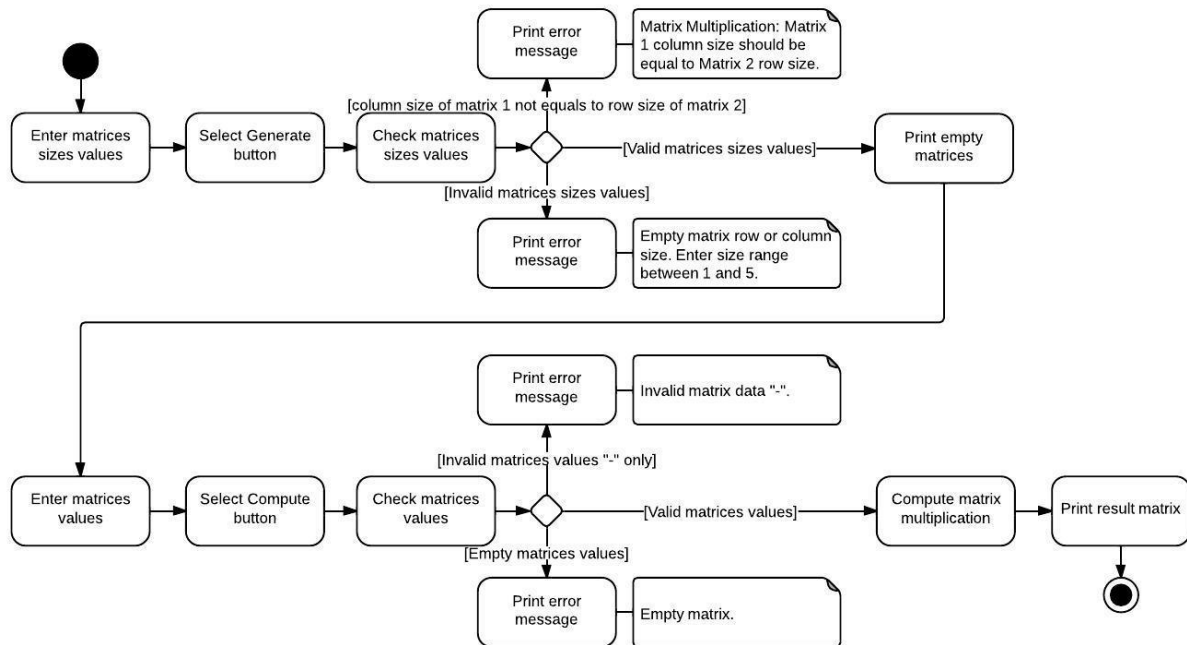 Print error
message
Matrix Multiplication: Matrix
1 column size should be
equal to Matrix 2 row size.
[column size of matrix 1 not equals to row size of matrix 2]
Enter matrices
sizes values
Select Generate
button
Check matrices
sizes values
[Valid matrices sizes values]
Print empty
matrices
[Invalid matrices sizes values]
Print error
message
Empty matrix row or column
size. Enter size range
between 1 and 5.
Print error
message
Invalid matrix data "-".
[Invalid matrices values "-" only]
Enter matrices
values
Select Compute
button
Check matrices
values
[Valid matrices values]
Compute matrix
multiplication
Print result matrix
[Empty matrices values]
Print error
message
Empty matrix.